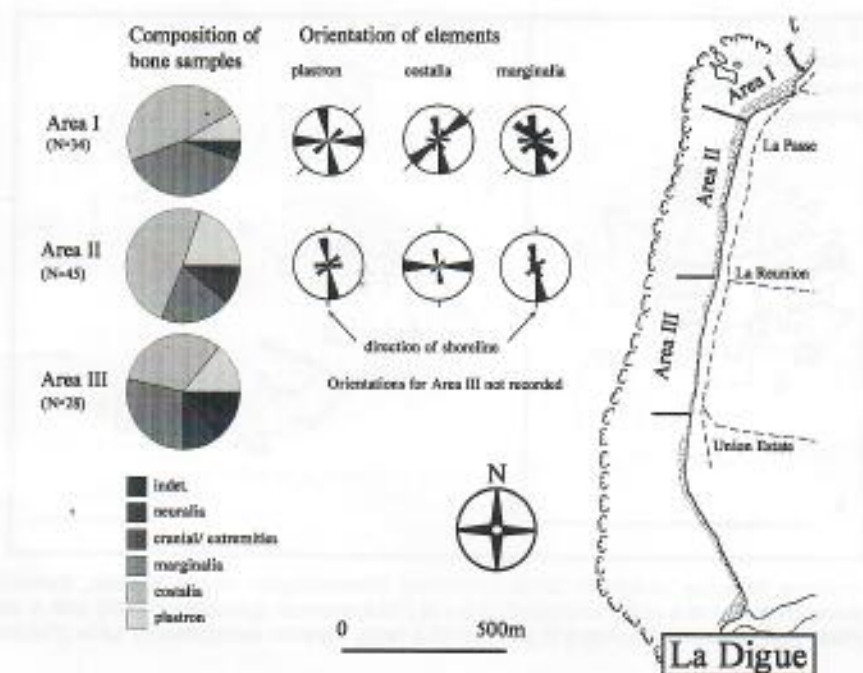 Composition of
bone samples
Orientation of elements
plastron
costalia
marginalia
Area I
(N=34)
Area II
(N=45)
Area III
(N=28)
direction of shoreline
Orientations for Area III not recorded
indet.
neuralia
cranial/ extremities
marginalia
costalia
plastron
N
0 500m
Area I
Area II
Area III
La Passe
La Reunion
Union Estate
La Digue